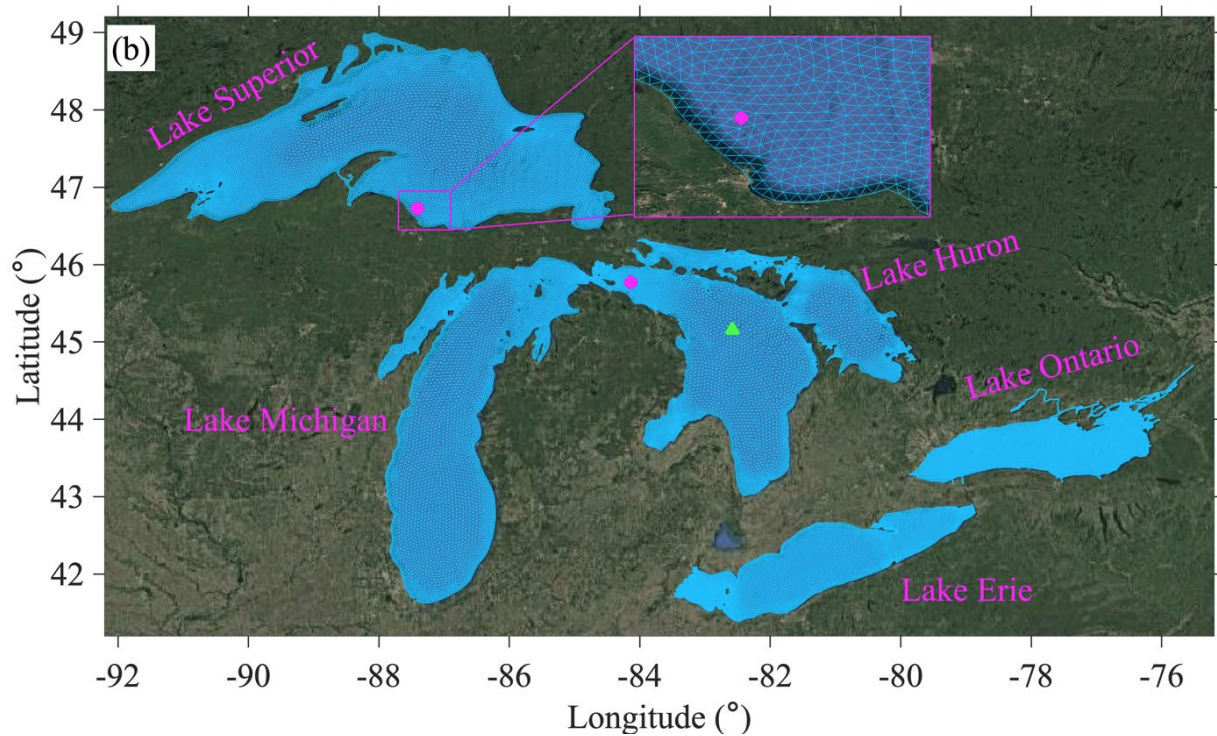 (b)
Lake Superior
Lake Huron
Lake Ontario
Lake Michigan
Lake Erie
49
48
47
46
45
44
43
42
Latitude (°)
-92
-90
-88
-86
-84
-82
-80
-78
-76
Longitude (°)